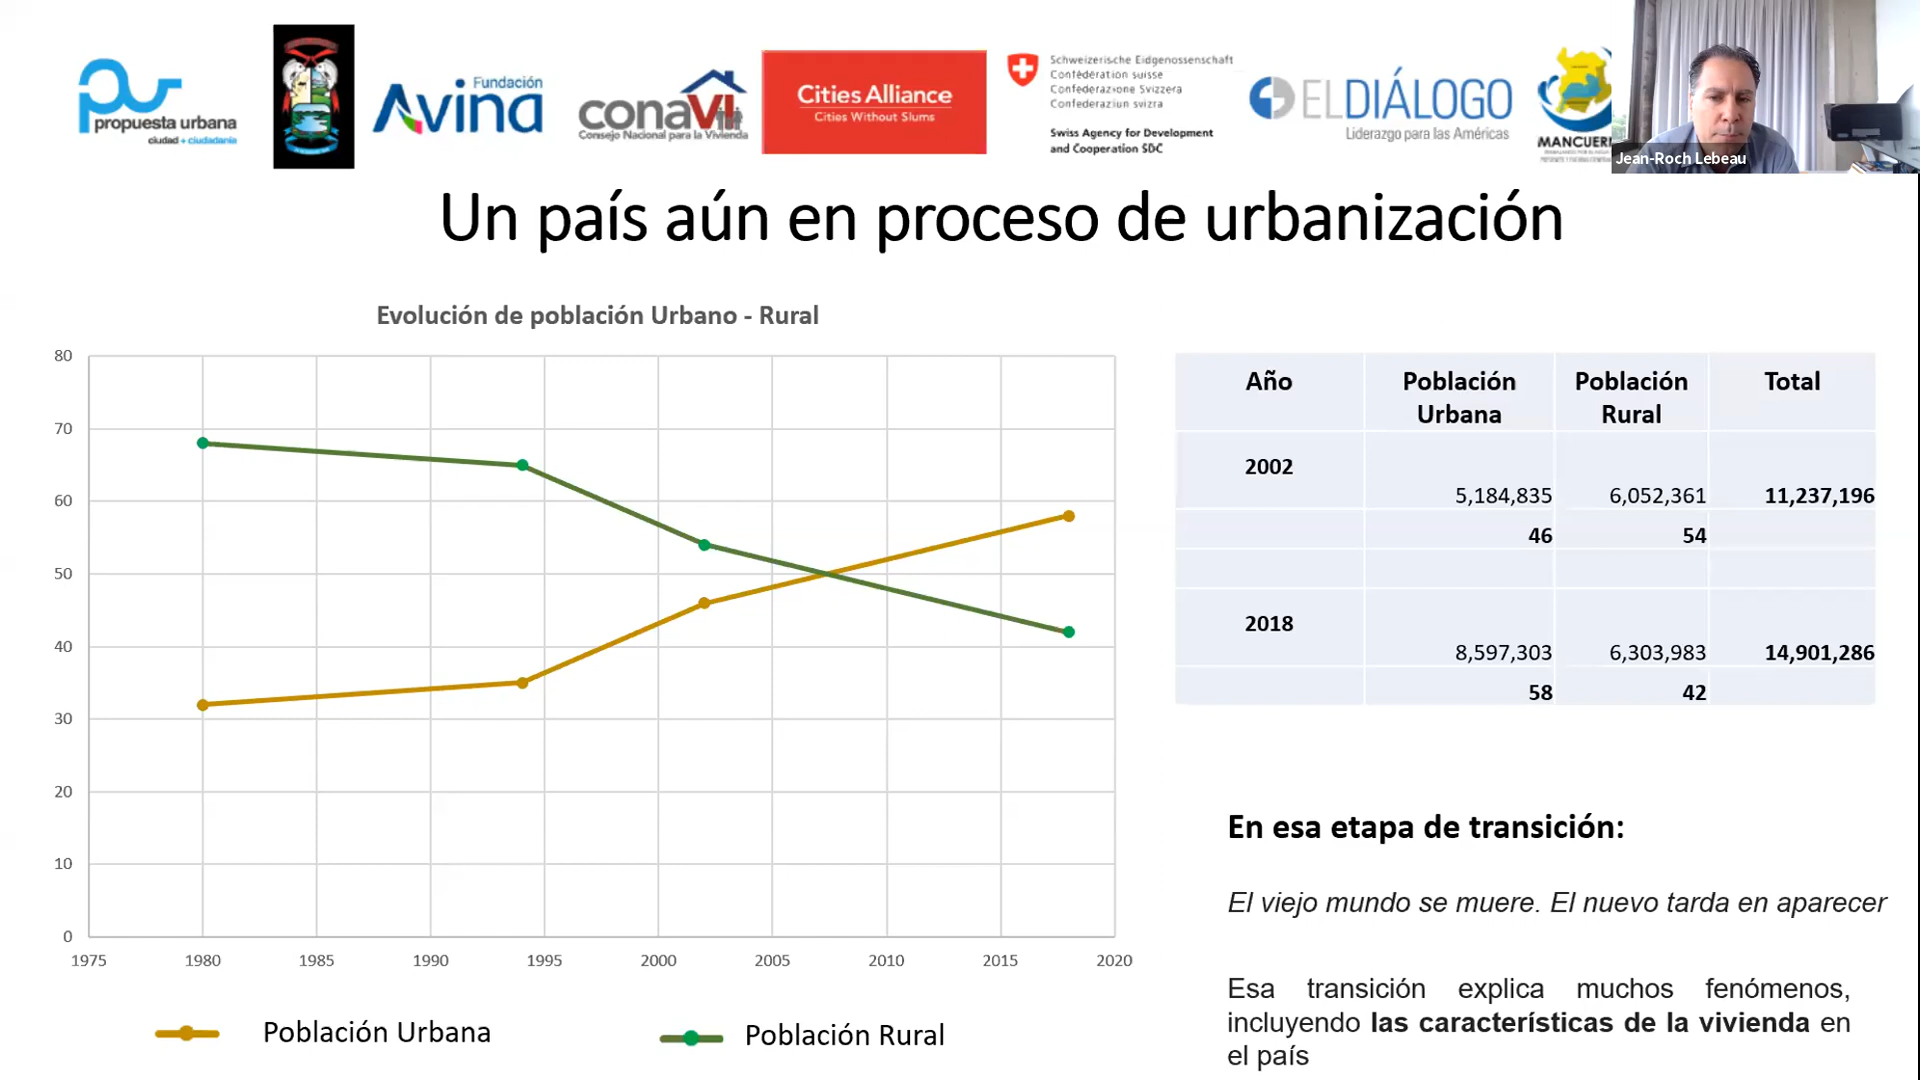 propuesta urbana
ciudad + ciudadanía
Fundación
Avina
conaVI
Consejo Nacional para la Vivienda
Cities Alliance
Cities Without Slums
Schweizerische Eidgenossenschaft
Confédération suisse
Confederazione Svizzera
Confederaziun svizra
Swiss Agency for Development
and Cooperation SDC
EL DIÁLOGO
Liderazgo para las Américas
MANCUER
Jean-Roch Lebeau
Un país aún en proceso de urbanización
Evolución de población Urbano - Rural
80
70
60
50
40
30
20
10
0
1975 1980 1985 1990 1995 2000 2005 2010 2015 2020
Población Urbana Población Rural
Año Población Urbana Población Rural Total
2002
5,184,835 6,052,361 11,237,196
46 54
2018
8,597,303 6,303,983 14,901,286
58 42
En esa etapa de transición:
El viejo mundo se muere. El nuevo tarda en aparecer
Esa transición explica muchos fenómenos,
incluyendo las características de la vivienda en
el país